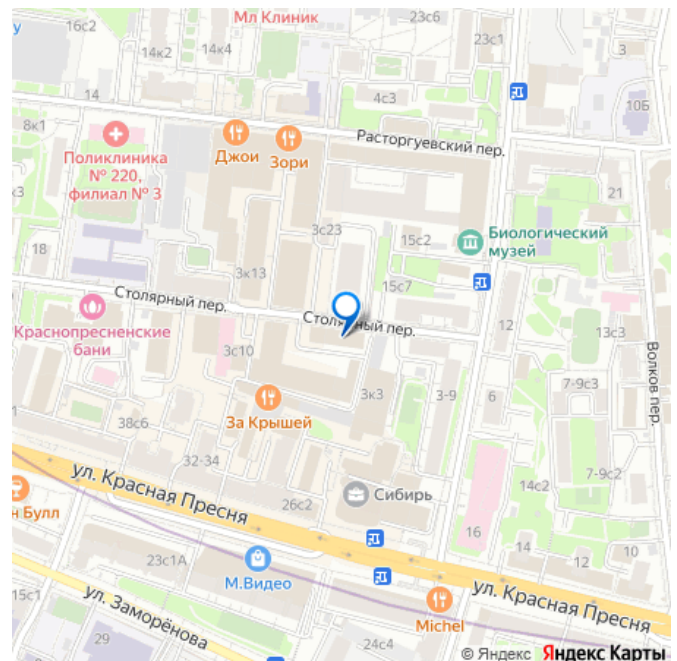 16с2
Мл Клиник
23с6
у
14к2
14к4
23с1
3
14
4с3
10Б
8к1
Джои
Зори
Расторгуевский пер.
Поликлиника
№ 220,
филиал № 3
к3
21
3с23
15с2
Биологический
музей
18
3к13
15с7
Столярный пер.
Столярный пер.
Краснопресненские
бани
12
13с3
Волков пер.
3с10
3к3
3-9
6
7-9с3
1
За Крышей
38с6
32-34
7-9с2
ул. Красная Пресня
26с2
Сибирь
14с2
н Булл
16
14
12
10
23с1А
М.Видео
ул. Красная Пресня
15с1
ул. Заморёнова
Michel
29
24с4
© Яндекс Яндекс Карты